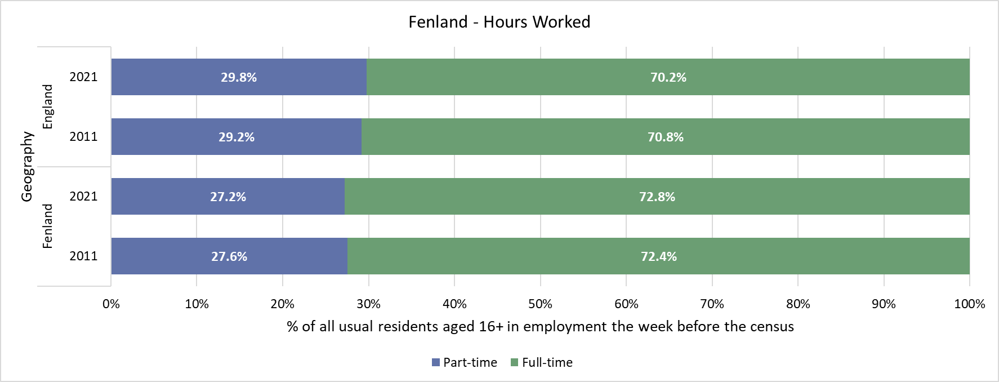 Fenland - Hours Worked
Geography
England
2021
29.8%
70.2%
2011
29.2%
70.8%
Fenland
2021
27.2%
72.8%
2011
27.6%
72.4%
0% 10% 20% 30% 40% 50% 60% 70% 80% 90% 100%
% of all usual residents aged 16+ in employment the week before the census
Part-time Full-time